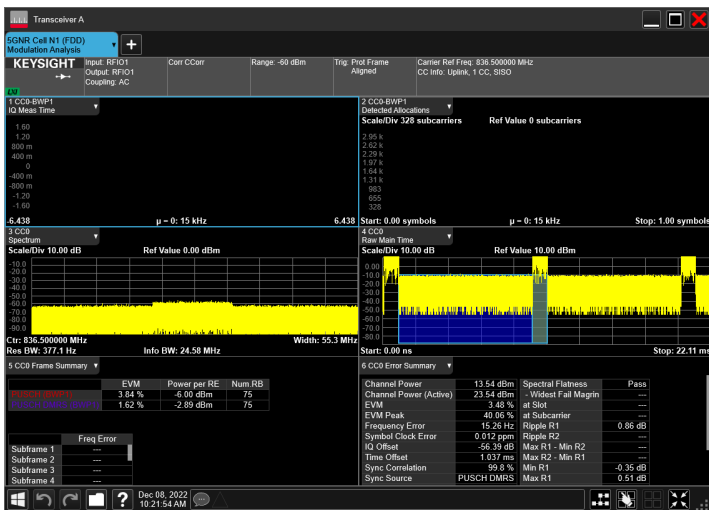 Transceiver A
5GNR Cell N1 (FDD)
Modulation Analysis
KEYSIGHT
LXI
Input: RFIO1
Output: RFIO1
Coupling: AC
Corr CCorr
Range: -60 dBm
Trig: Prot Frame
Aligned
Carrier Ref Freq: 836.500000 MHz
CC Info: Uplink, 1 CC, SISO
1 CC0-BWP1
IQ Meas Time
1.60
1.20
800 m
400 m
0
-400 m
-800 m
-1.20
-1.60
-6.438
μ – 0: 15 kHz
6.438
2 CC0-BWP1
Detected Allocations
Scale/Div 328 subcarriers
Ref Value 0 subcarriers
2.95 k
2.62 k
2.29 k
1.97 k
1.64 k
1.31 k
983
655
328
Start: 0.00 symbols
μ – 0: 15 kHz
Stop: 1.00 symbols
3 CC0
Spectrum
Scale/Div 10.00 dB
Ref Value 0.00 dBm
-10.0
-20.0
-30.0
-40.0
-50.0
-60.0
-70.0
-80.0
-90.0
Ctr: 836.500000 MHz
Width: 55.3 MHz
Res BW: 377.1 Hz
Info BW: 24.58 MHz
4 CC0
Raw Main Time
Scale/Div 10.00 dB
Ref Value 10.00 dBm
0.00
-10.0
-20.0
-30.0
-40.0
-50.0
-60.0
-70.0
-80.0
Start: 0.00 ns
Stop: 22.11 ms
5 CC0 Frame Summary
EVM Power per RE Num.RB
PUSCH (BWP1) 3.84 % -6.00 dBm 75
1.62 % -2.89 dBm 75
Freq Error
Subframe 1 ---
Subframe 2 ---
Subframe 3 ---
Subframe 4 ---
6 CC0 Error Summary
Channel Power 13.54 dBm Spectral Flatness Pass
Channel Power (Active) 23.54 dBm - Widest Fail Magrin ---
EVM 3.48 % at Slot ---
EVM Peak 40.06 % at Subcarrier ---
Frequency Error 15.26 Hz Ripple R1 0.86 dB
Symbol Clock Error 0.012 ppm Ripple R2 ---
IQ Offset -56.39 dB Max R1 - Min R2 ---
Time Offset 1.037 ms Max R2 - Min R1 ---
Sync Correlation 99.8 % Min R1 -0.35 dB
Sync Source PUSCH DMRS Max R1 0.51 dB
Dec 08, 2022
10:21:54 AM